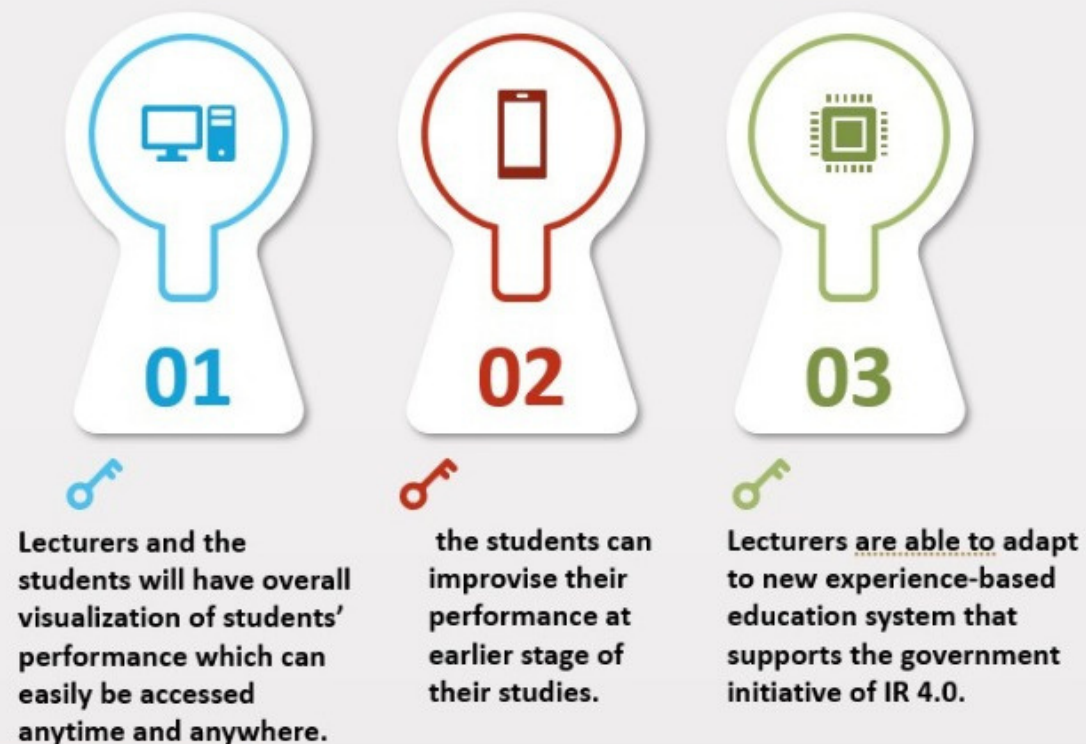 01
Lecturers and the
students will have overall
visualization of students’
performance which can
easily be accessed
anytime and anywhere.
02
the students can
improvise their
performance at
earlier stage of
their studies.
03
Lecturers are able to adapt
to new experience-based
education system that
supports the government
initiative of IR 4.0.